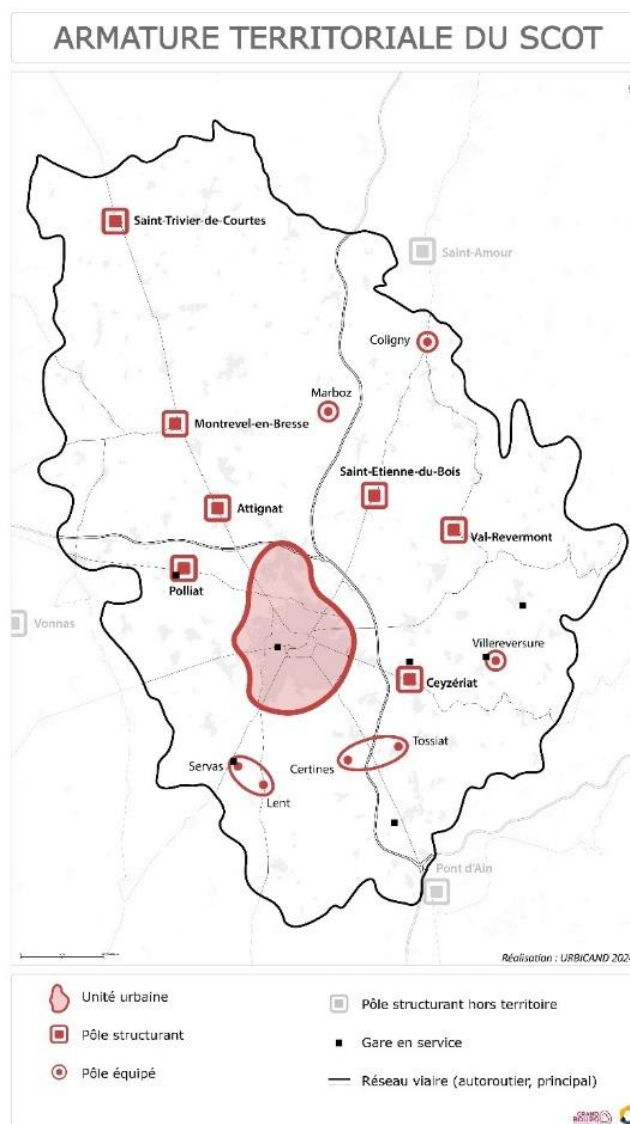 ARMATURE TERRITORIALE DU SCOT
Saint-Trivier-de-Courtes
Saint-Amour
Coligny
Marboz
Montrevel-en-Bresse
Saint-Etienne-du-Bois
Attignat
Val-Revermont
Polliat
Vonnas
Villereversure
Ceyzériat
Tossiat
Servas
Certines
Lent
Pont d'Ain
Réalisation : URBICAND 2024
Unité urbaine
Pôle structurant
Pôle équipé
Pôle structurant hors territoire
Gare en service
Réseau viaire (autoroutier, principal)
GRAND
BOURG